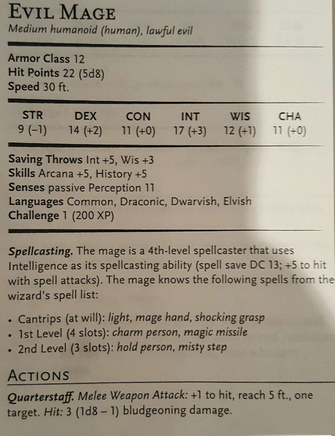 EVIL MAGE
Medium humanoid (human), lawful evil
Armor Class 12
Hit Points 22 (5d8)
Speed 30 ft.
STR DEX CON INT WIS CHA
9 (–1) 14 (+2) 11 (+0) 17 (+3) 12 (+1) 11 (+0)
Saving Throws Int +5, Wis +3
Skills Arcana +5, History +5
Senses passive Perception 11
Languages Common, Draconic, Dwarvish, Elvish
Challenge 1 (200 XP)
Spellcasting. The mage is a 4th-level spellcaster that uses
Intelligence as its spellcasting ability (spell save DC 13; +5 to hit
with spell attacks). The mage knows the following spells from the
wizard's spell list:
• Cantrips (at will): light, mage hand, shocking grasp
• 1st Level (4 slots): charm person, magic missile
• 2nd Level (3 slots): hold person, misty step
ACTIONS
Quarterstaff. Melee Weapon Attack: +1 to hit, reach 5 ft., one
target. Hit: 3 (1d8 – 1) bludgeoning damage.